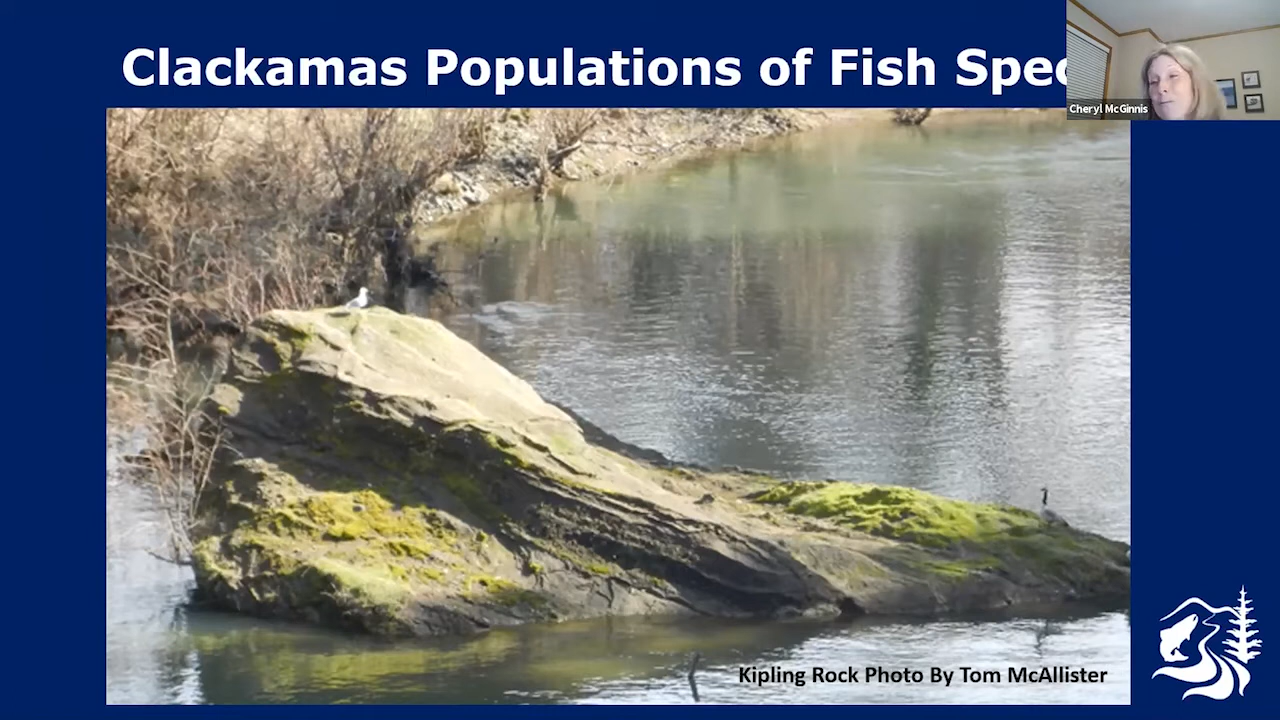 Clackamas Populations of Fish Spec
Cheryl McGinnis
Kipling Rock Photo By Tom McAllister